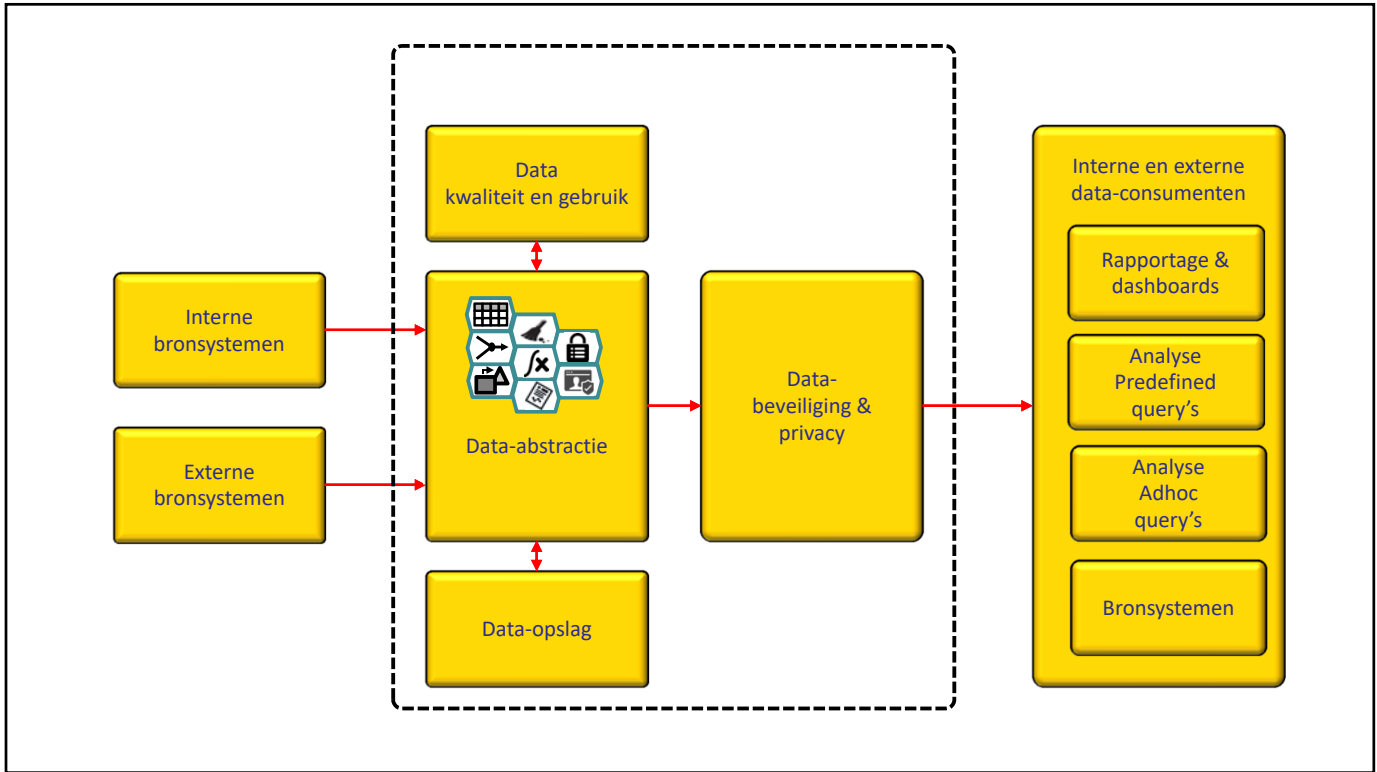 Data
kwaliteit en gebruik
Interne
bronsystemen
Externe
bronsystemen
∫x
Data-abstractie
Data-opslag
Data-
beveiliging &
privacy
Interne en externe
data-consumenten
Rapportage &
dashboards
Analyse
Predefined
query’s
Analyse
Adhoc
query’s
Bronsystemen